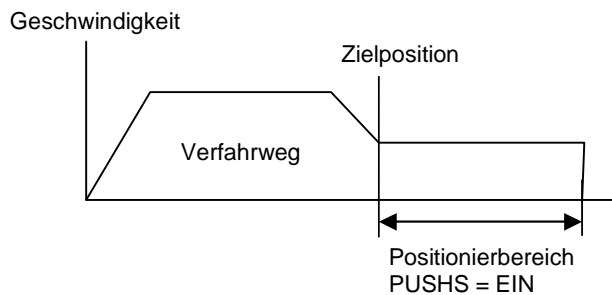 Geschwindigkeit
Zielposition
Verfahrweg
Positionierbereich
PUSHS = EIN